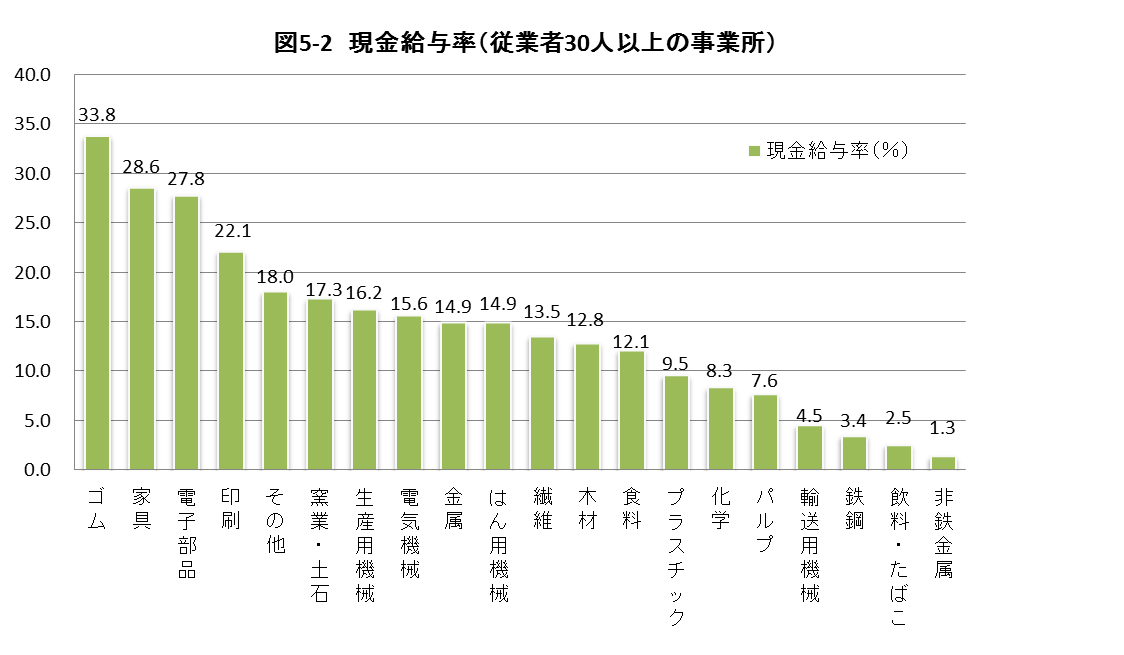 図5-2 現金給与率(従業者30人以上の事業所)
40.0
35.0
30.0
25.0
20.0
15.0
10.0
5.0
0.0
現金給与率(%)
33.8
28.6
27.8
22.1
18.0
17.3
16.2
15.6
14.9
14.9
13.5
12.8
12.1
9.5
8.3
7.6
4.5
3.4
2.5
1.3
ゴム
家具
電子部品
印刷
その他
窯業・土石
生産用機械
電気機械
金属
はん用機械
繊維
木材
食料
プラスチック
化学
パルプ
輸送用機械
鉄鋼
飲料・たばこ
非鉄金属